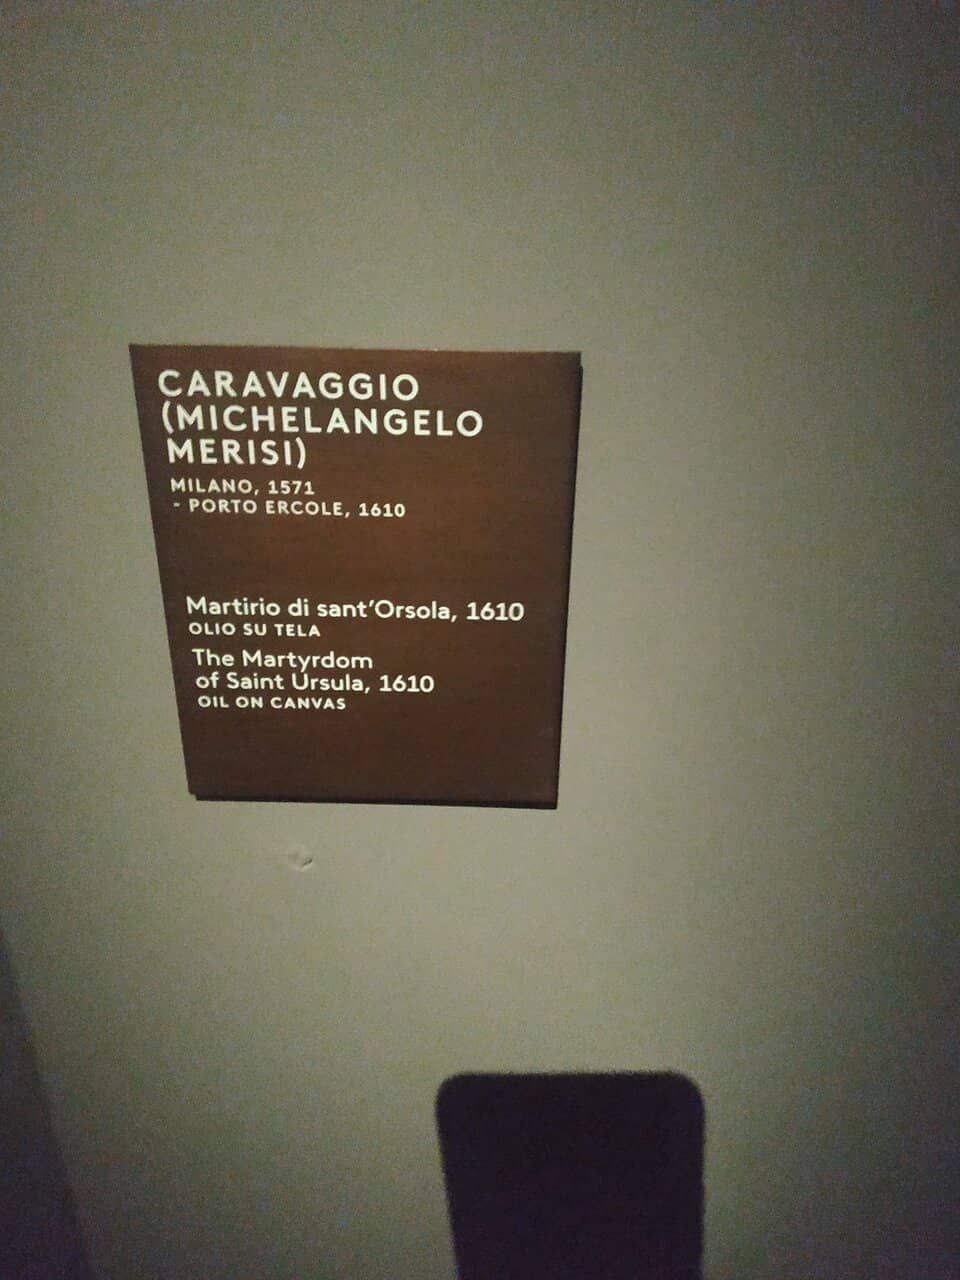 CARAVAGGIO
(MICHELANGELO
MERISI)
MILANO, 1571
- PORTO ERCOLE, 1610
Martirio di sant'Orsola, 1610
OLIO SU TELA
The Martyrdom
of Saint Ursula, 1610
OIL ON CANVAS